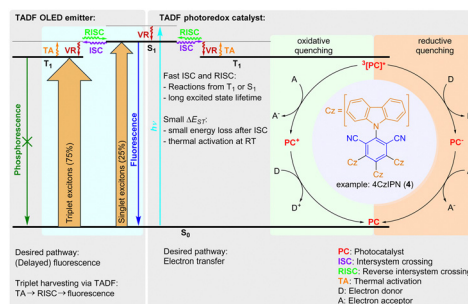 TADF OLED emitter:
TADF photoredox catalyst:
RISC
RISC
TA
VR
ISC
VR
S₁
ISC
VR
TA
T₁
T₁
Phosphorescence
Triplet excitons (75%)
Singlet excitons (25%)
Fluorescence
hν
Fast ISC and RISC:
- Reactions from T₁ or S₁
- long excited state lifetime
Small ΔE_ST:
- small energy loss after ISC
- thermal activation at RT
S₀
oxidative
quenching
reductive
quenching
³[PC]*
A
A⁻
D
D⁺
PC⁺
PC⁻
Cz =
N
NC
CN
Cz
Cz
Cz
example: 4CzIPN (4)
D
D⁺
A
A⁻
PC
Desired pathway:
(Delayed) fluorescence
Triplet harvesting via TADF:
TA → RISC → fluorescence
Desired pathway:
Electron transfer
PC: Photocatalyst
ISC: Intersystem crossing
RISC: Reverse intersystem crossing
TA: Thermal activation
D: Electron donor
A: Electron acceptor